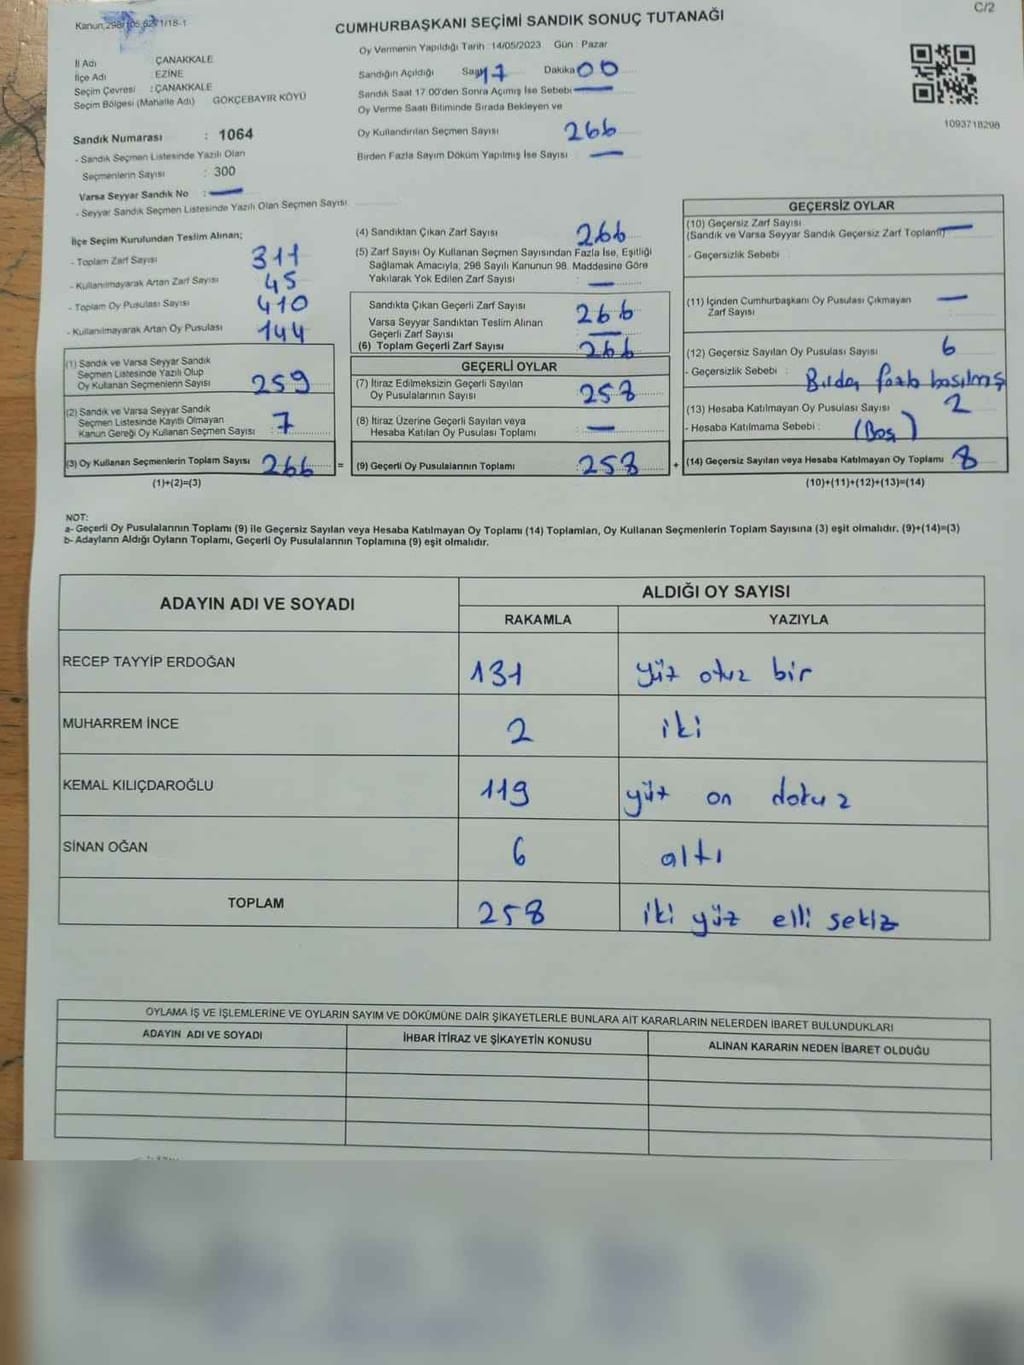 C/2
Kanun 298/105,6271/18-1
CUMHURBAŞKANI SEÇİMİ SANDIK SONUÇ TUTANAĞI
Oy Vermenin Yapıldığı Tarih :14/05/2023 Gün : Pazar
İl Adı : ÇANAKKALE
İlçe Adı : EZİNE
Seçim Çevresi : ÇANAKKALE
Seçim Bölgesi (Mahalle Adı) GÖKÇEBAYIR KÖYÜ
Sandık Numarası : 1064
- Sandık Seçmen Listesinde Yazılı Olan
Seçmenlerin Sayısı : 300
Varsa Seyyar Sandık No : —
- Seyyar Sandık Seçmen Listesinde Yazılı Olan Seçmen Sayısı
Sandığın Açıldığı Saat 17 Dakika 00
Sandık Saat 17.00'den Sonra Açımış İse Sebebi —
Oy Verme Saati Bitiminde Sırada Bekleyen ve
Oy Kullandırılan Seçmen Sayısı 266
Birden Fazla Sayım Döküm Yapılmış İse Sayısı —
1093718298
İlçe Seçim Kurulundan Teslim Alınan;
- Toplam Zarf Sayısı 311
- Kullanılmayarak Artan Zarf Sayısı 45
- Toplam Oy Pusulası Sayısı 410
- Kullanılmayarak Artan Oy Pusulası 144
(1) Sandık ve Varsa Seyyar Sandık
Seçmen Listesinde Yazılı Olup
Oy Kullanan Seçmenlerin Sayısı 259
(2) Sandık ve Varsa Seyyar Sandık
Seçmen Listesinde Kayıtlı Olmayan
Kanun Gereği Oy Kullanan Seçmen Sayısı 7
(3) Oy Kullanan Seçmenlerin Toplam Sayısı 266 =
(1)+(2)=(3)
(4) Sandıktan Çıkan Zarf Sayısı 266
(5) Zarf Sayısı Oy Kullanan Seçmen Sayısından Fazla İse, Eşitliği
Sağlamak Amacıyla, 298 Sayılı Kanunun 98. Maddesine Göre
Yakılarak Yok Edilen Zarf Sayısı —
Sandıkta Çıkan Geçerli Zarf Sayısı 266
Varsa Seyyar Sandıktan Teslim Alınan
Geçerli Zarf Sayısı —
(6) Toplam Geçerli Zarf Sayısı 266
GEÇERLİ OYLAR
(7) İtiraz Edilmeksizin Geçerli Sayılan
Oy Pusulalarının Sayısı 258
(8) İtiraz Üzerine Geçerli Sayılan veya
Hesaba Katılan Oy Pusulası Toplamı —
(9) Geçerli Oy Pusulalarının Toplamı 258 +
GEÇERSİZ OYLAR
(10) Geçersiz Zarf Sayısı
(Sandık ve Varsa Seyyar Sandık Geçersiz Zarf Toplamı) —
- Geçersizlik Sebebi :
(11) İçinden Cumhurbaşkanı Oy Pusulası Çıkmayan
Zarf Sayısı —
(12) Geçersiz Sayılan Oy Pusulası Sayısı 6
- Geçersizlik Sebebi : Birden fazla basılmış
(13) Hesaba Katılmayan Oy Pusulası Sayısı 2
- Hesaba Katılmama Sebebi : (Boş)
(14) Geçersiz Sayılan veya Hesaba Katılmayan Oy Toplamı 8
(10)+(11)+(12)+(13)=(14)
NOT:
a- Geçerli Oy Pusulalarının Toplamı (9) ile Geçersiz Sayılan veya Hesaba Katılmayan Oy Toplamı (14) Toplamları, Oy Kullanan Seçmenlerin Toplam Sayısına (3) eşit olmalıdır. (9)+(14)=(3)
b- Adayların Aldığı Oyların Toplamı, Geçerli Oy Pusulalarının Toplamına (9) eşit olmalıdır.
ADAYIN ADI VE SOYADI ALDIĞI OY SAYISI
RAKAMLA YAZIYLA
RECEP TAYYİP ERDOĞAN 131 yüz otuz bir
MUHARREM İNCE 2 iki
KEMAL KILIÇDAROĞLU 119 yüz on dokuz
SİNAN OĞAN 6 altı
TOPLAM 258 iki yüz elli sekiz
OYLAMA İŞ VE İŞLEMLERİNE VE OYLARIN SAYIM VE DÖKÜMÜNE DAİR ŞİKAYETLERLE BUNLARA AİT KARARLARIN NELERDEN İBARET BULUNDUKLARI
ADAYIN ADI VE SOYADI İHBAR İTİRAZ VE ŞİKAYETİN KONUSU ALINAN KARARIN NEDEN İBARET OLDUĞU